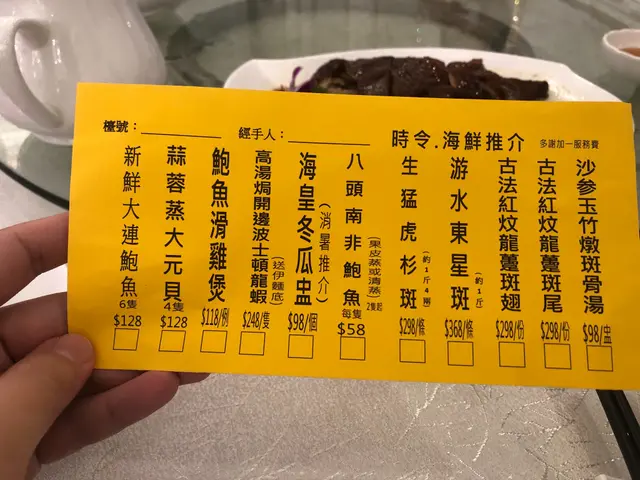 檯號：
經手人：
時令.海鮮推介
多謝加一服務費
沙参玉竹燉斑骨湯
$98/盅
古法紅炆龍躉斑尾
$298/份
古法紅炆龍躉斑翅
$298/份
游水東星斑
(約1斤)
$368/條
生猛虎杉斑
(約1斤4兩)
$298/條
八頭南非鮑魚
(果皮蒸或清蒸)
2隻起
每隻
$58
海皇冬瓜盅
(消暑推介)
$98/個
高湯焗開邊波士頓龍蝦
(送伊麵底)
$248/隻
鮑魚滑雞煲
$118/例
蒜蓉蒸大元貝
4隻
$128
新鮮大連鮑魚
6隻
$128